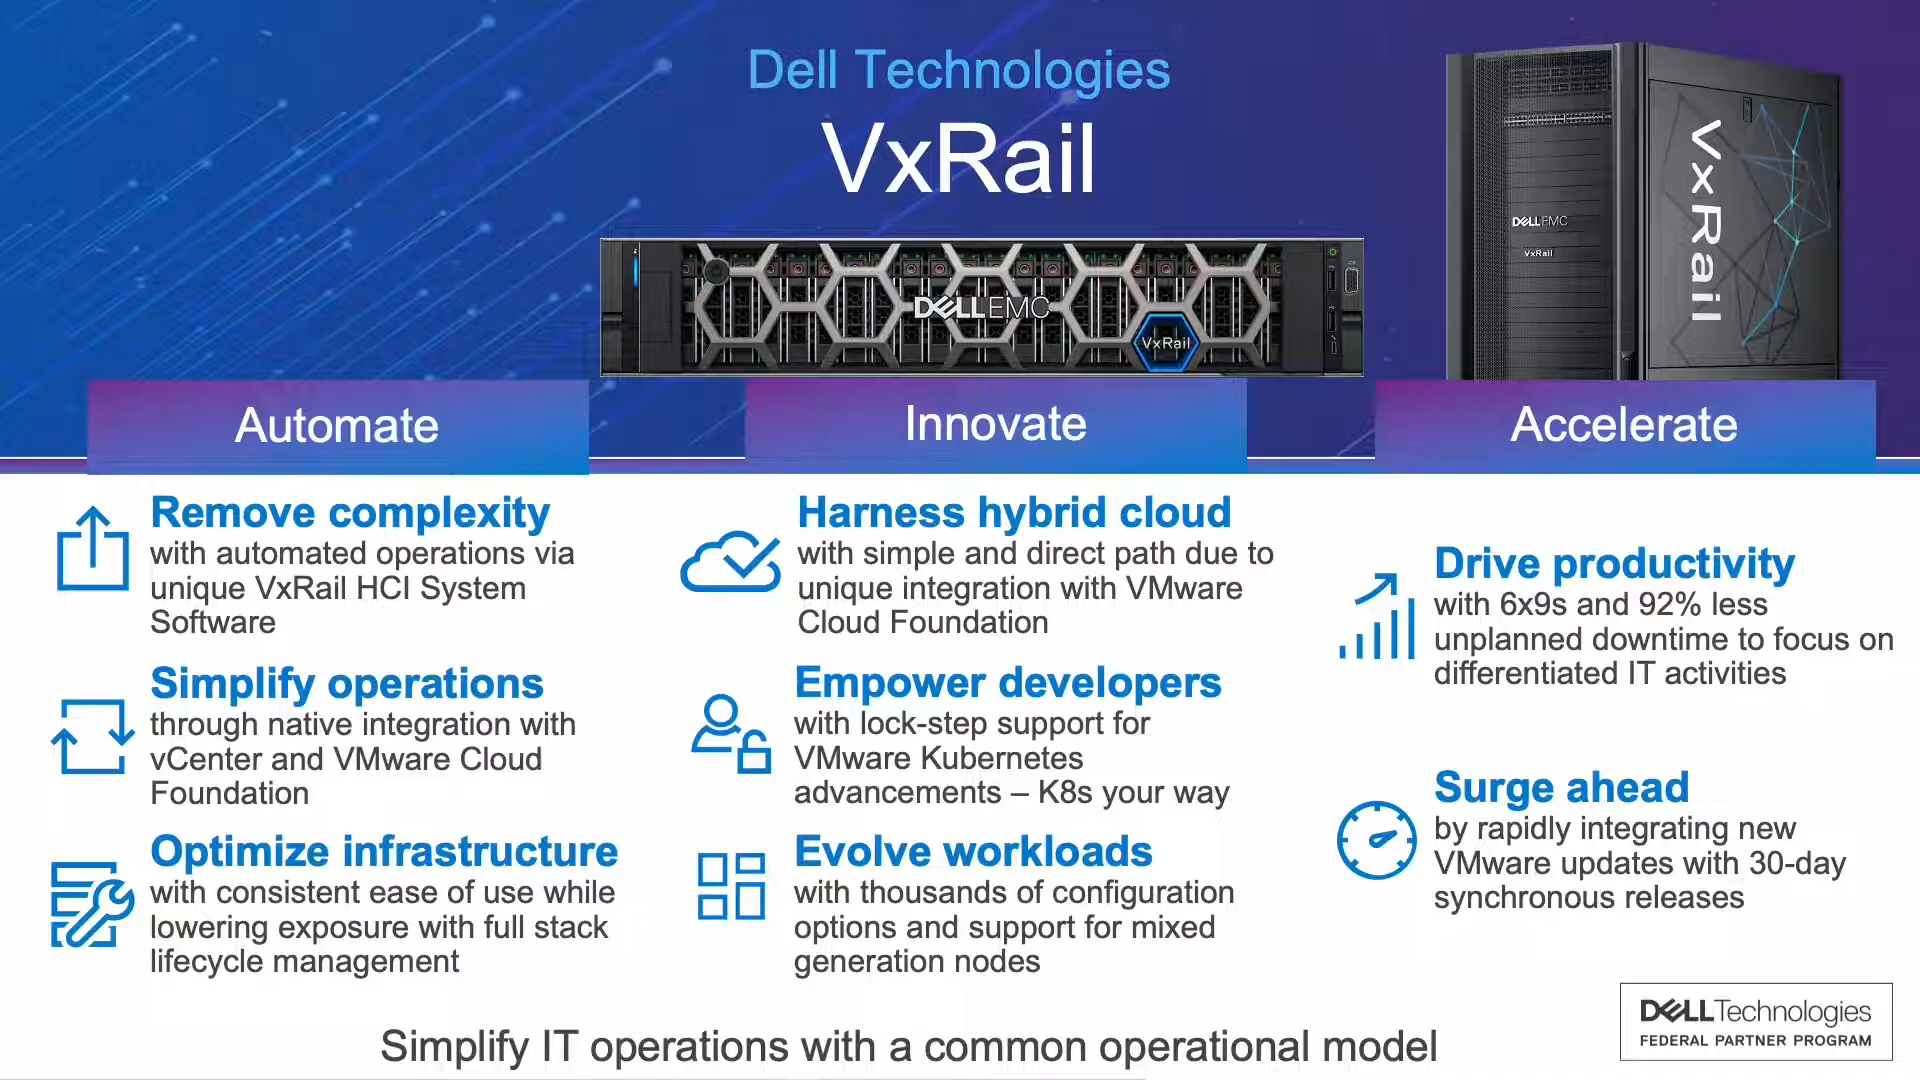 Dell Technologies
VxRail
DELLEMC
VxRail
DELLEMC
VxRail
VxRail
Automate
Remove complexity
with automated operations via
unique VxRail HCI System
Software
Simplify operations
through native integration with
vCenter and VMware Cloud
Foundation
Optimize infrastructure
with consistent ease of use while
lowering exposure with full stack
lifecycle management
Innovate
Harness hybrid cloud
with simple and direct path due to
unique integration with VMware
Cloud Foundation
Empower developers
with lock-step support for
VMware Kubernetes
advancements – K8s your way
Evolve workloads
with thousands of configuration
options and support for mixed
generation nodes
Accelerate
Drive productivity
with 6x9s and 92% less
unplanned downtime to focus on
differentiated IT activities
Surge ahead
by rapidly integrating new
VMware updates with 30-day
synchronous releases
Simplify IT operations with a common operational model
DELLTechnologies
FEDERAL PARTNER PROGRAM